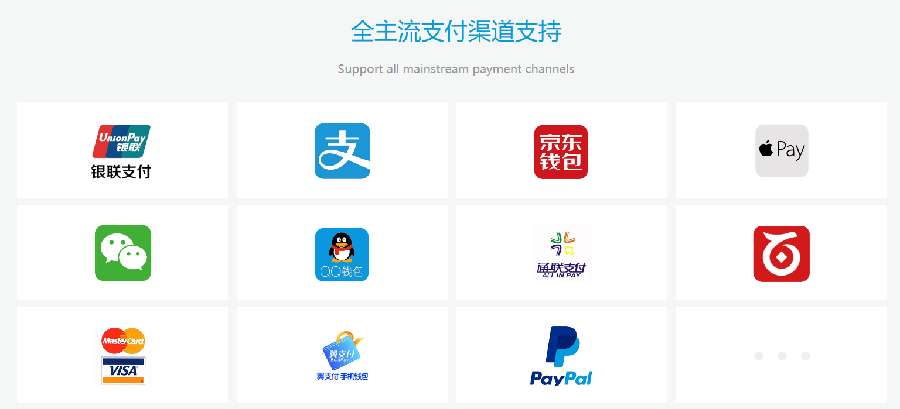 全主流支付渠道支持
Support all mainstream payment channels
UnionPay
银联
银联支付
支
京东
钱包
Pay
QQ钱包
通联支付
ALLINPAY
MasterCard
VISA
翼支付
翼支付 手机钱包
PayPal